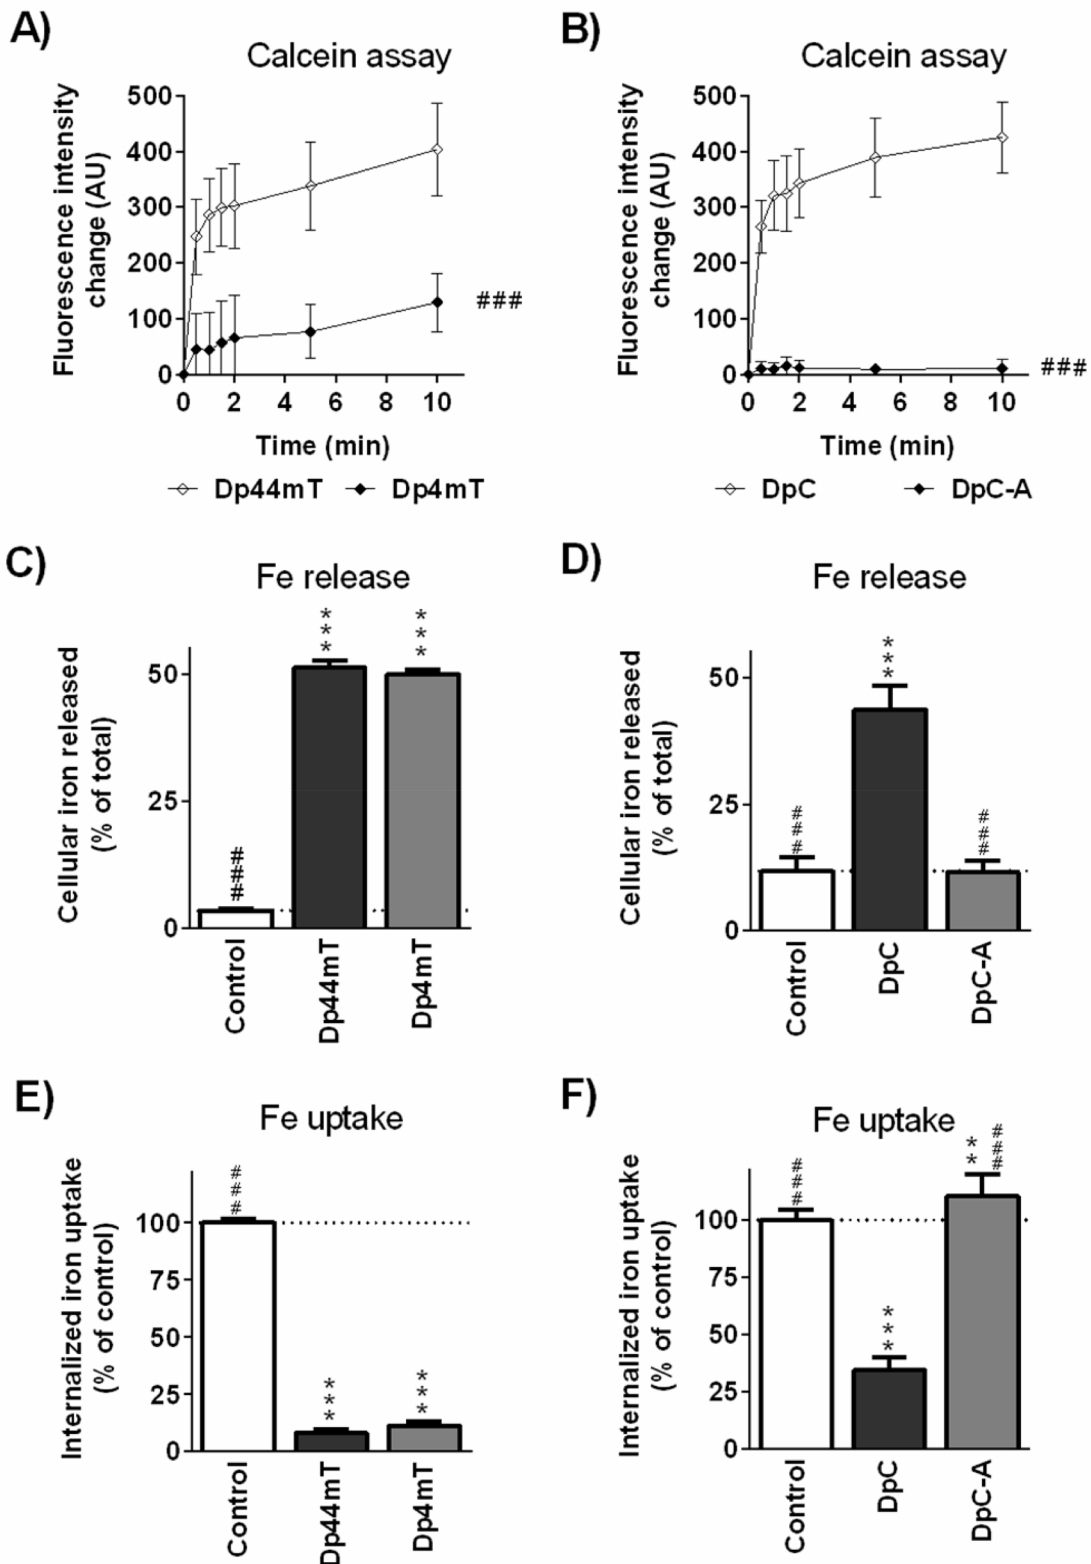 A)
Calcein assay
Fluorescence intensity
change (AU)
500
400
300
200
100
0
###
0 2 4 6 8 10
Time (min)
Dp44mT Dp4mT
B)
Calcein assay
Fluorescence intensity
change (AU)
500
400
300
200
100
0
###
0 2 4 6 8 10
Time (min)
DpC DpC-A
C)
Fe release
Cellular iron released
(% of total)
50
25
0
###
***
***
Control
Dp44mT
Dp4mT
D)
Fe release
Cellular iron released
(% of total)
50
25
0
###
***
###
Control
DpC
DpC-A
E)
Fe uptake
Internalized iron uptake
(% of control)
100
75
50
25
0
###
***
***
Control
Dp44mT
Dp4mT
F)
Fe uptake
Internalized iron uptake
(% of control)
100
75
50
25
0
###
***
**
###
Control
DpC
DpC-A